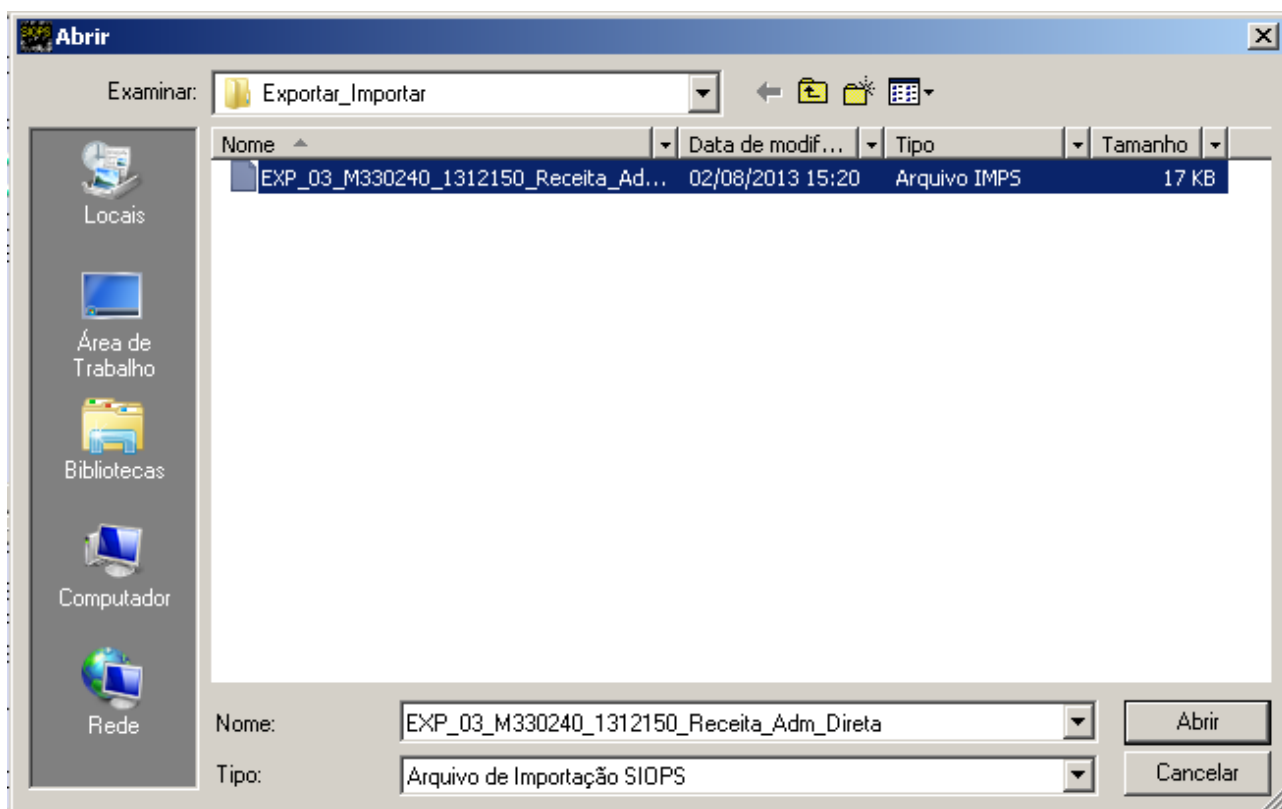 SIOPS Abrir
Examinar: Exportar_Importar
Nome Data de modif... Tipo Tamanho
EXP_03_M330240_1312150_Receita_Ad... 02/08/2013 15:20 Arquivo IMPS 17 KB
Locais
Área de
Trabalho
Bibliotecas
Computador
Rede
Nome: EXP_03_M330240_1312150_Receita_Adm_Direta Abrir
Tipo: Arquivo de Importação SIOPS Cancelar